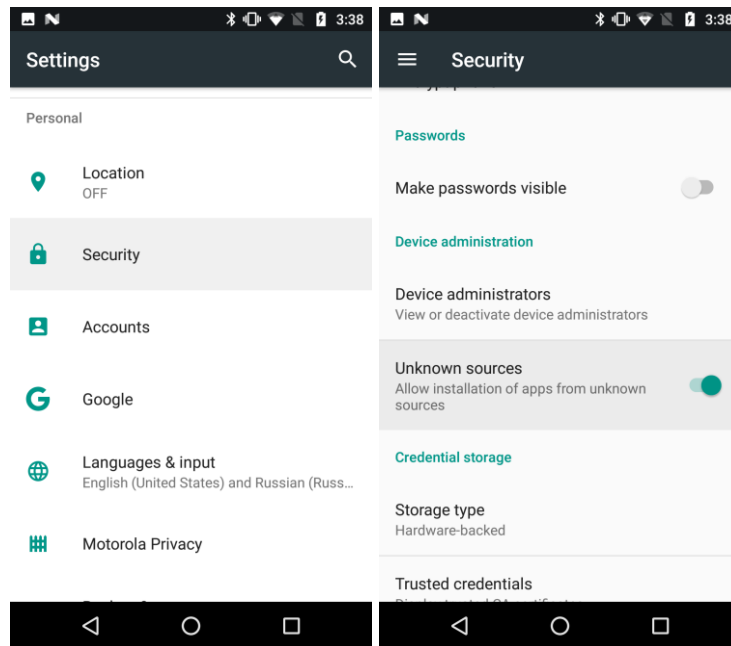 3:38
Settings
Personal
Location
OFF
Security
Accounts
Google
Languages & input
English (United States) and Russian (Russ...
Motorola Privacy
3:38
Security
Passwords
Make passwords visible
Device administration
Device administrators
View or deactivate device administrators
Unknown sources
Allow installation of apps from unknown
sources
Credential storage
Storage type
Hardware-backed
Trusted credentials